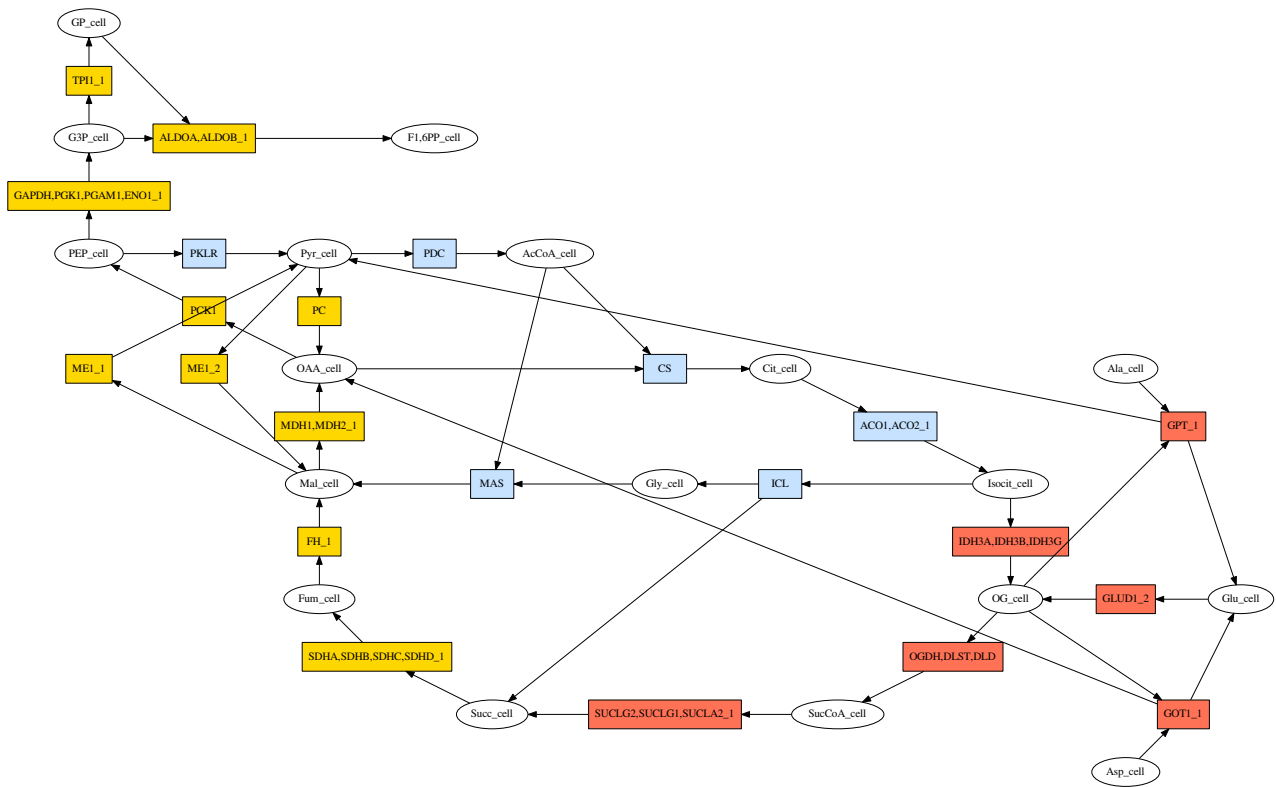 GP_cell
TPI1_1
G3P_cell
ALDOA,ALDOB_1
F1,6PP_cell
GAPDH,PGK1,PGAM1,ENO1_1
PEP_cell
PKLR
Pyr_cell
PDC
AcCoA_cell
PCK1
PC
ME1_1
ME1_2
OAA_cell
CS
Cit_cell
Ala_cell
MDH1,MDH2_1
ACO1,ACO2_1
GPT_1
Mal_cell
MAS
Gly_cell
ICL
Isocit_cell
FH_1
IDH3A,IDH3B,IDH3G
Fum_cell
OG_cell
GLUD1_2
Glu_cell
SDHA,SDHB,SDHC,SDHD_1
OGDH,DLST,DLD
Succ_cell
SUCLG2,SUCLG1,SUCLA2_1
SucCoA_cell
GOT1_1
Asp_cell